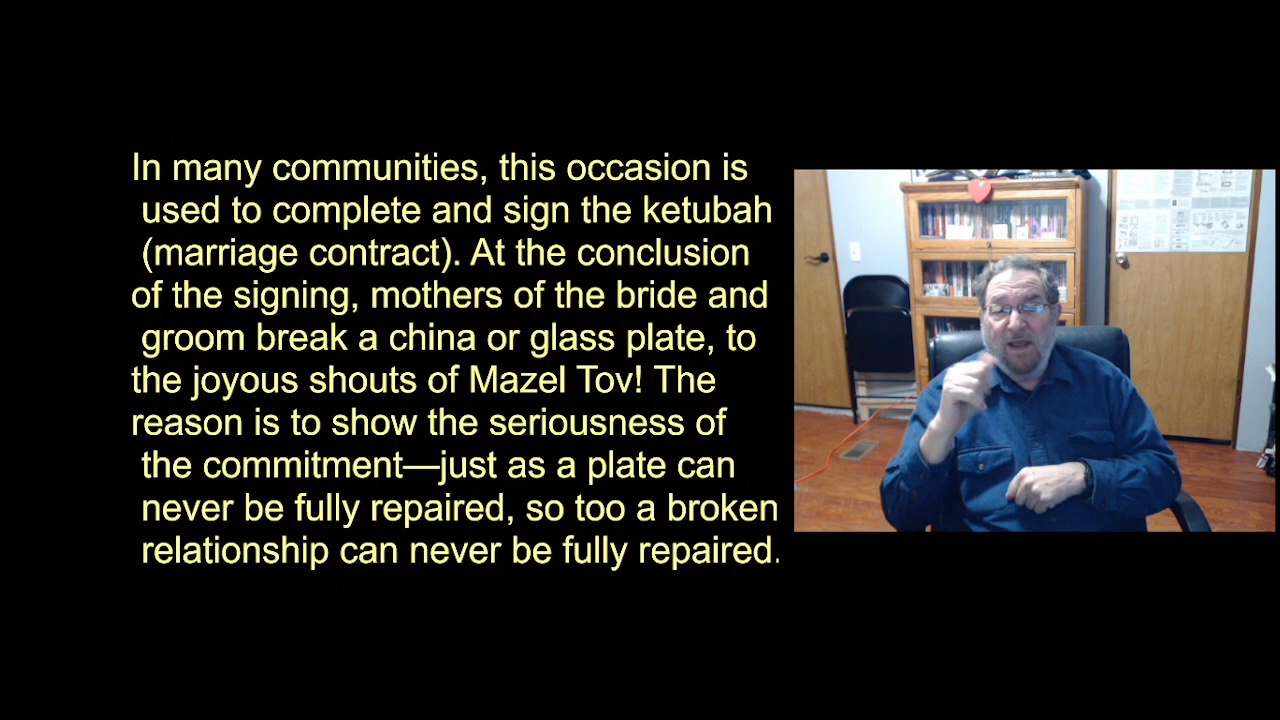 In many communities, this occasion is
used to complete and sign the ketubah
(marriage contract). At the conclusion
of the signing, mothers of the bride and
groom break a china or glass plate, to
the joyous shouts of Mazel Tov! The
reason is to show the seriousness of
the commitment—just as a plate can
never be fully repaired, so too a broken
relationship can never be fully repaired.